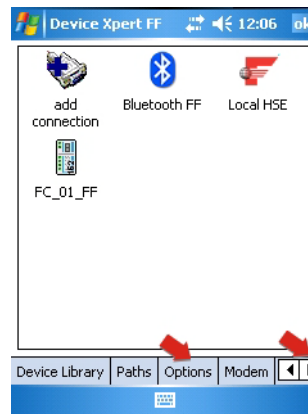 Device Xpert FF 12:06 ok
add
connection
Bluetooth FF
Local HSE
FC_01_FF
Device Library Paths Options Modem